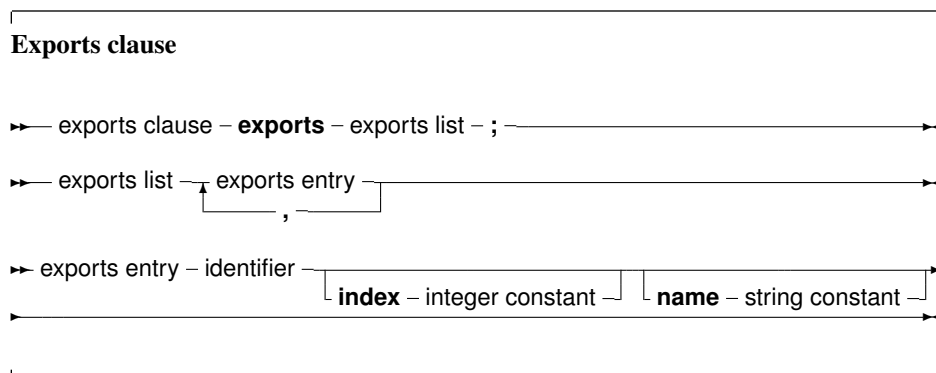 Exports clause
exports clause – exports – exports list – ;
exports list exports entry
,
exports entry – identifier
index – integer constant name – string constant